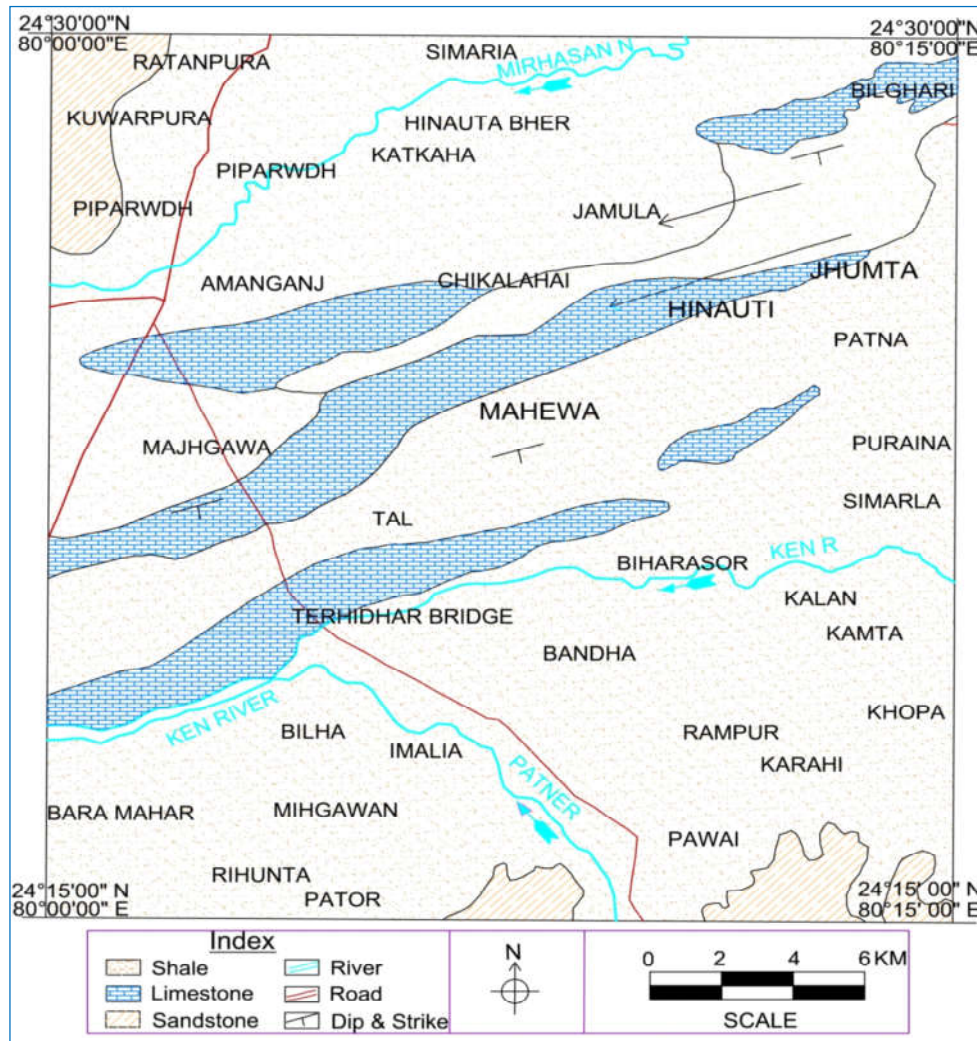 24°30'00"N
80°00'00"E
24°30'00"N
80°15'00"E
SIMARIA
RATANPURA
MIRHASAN N
BILGHARI
KUWARPURA
HINAUTA BHER
KATKAHA
PIPARWDH
PIPARWDH
JAMULA
AMANGANJ
CHIKALAHAI
JHUMTA
HINAUTI
PATNA
MAHEWA
MAJHGAWA
PURAINA
SIMARLA
TAL
KEN R
BIHARASOR
KALAN
TERHIDHAR BRIDGE
KAMTA
BANDHA
KEN RIVER
BILHA
KHOPA
RAMPUR
IMALIA
KARAHI
PATNER
BARA MAHAR
MIHGAWAN
PAWAI
RIHUNTA
PATOR
24°15'00" N
80°00'00" E
24°15' 00" N
80°15' 00" E
Index
Shale
River
Limestone
Road
Sandstone
Dip & Strike
N
0 2 4 6 KM
SCALE